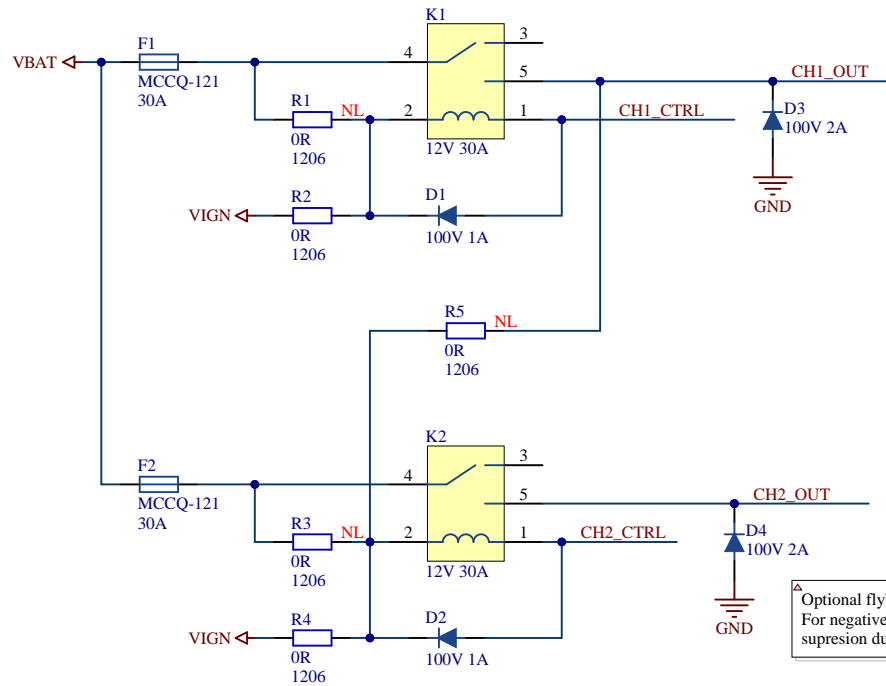 K1
F1
VBAT
MCCQ-121
30A
4
3
5
CH1_OUT
R1
NL
2
1
CH1_CTRL
D3
100V 2A
0R
1206
12V 30A
R2
D1
VIGN
GND
0R
1206
100V 1A
R5
NL
0R
1206
K2
F2
MCCQ-121
30A
4
3
5
CH2_OUT
R3
NL
2
1
CH2_CTRL
D4
100V 2A
0R
1206
12V 30A
R4
D2
VIGN
GND
0R
1206
100V 1A
Optional fly
For negative
supresion du